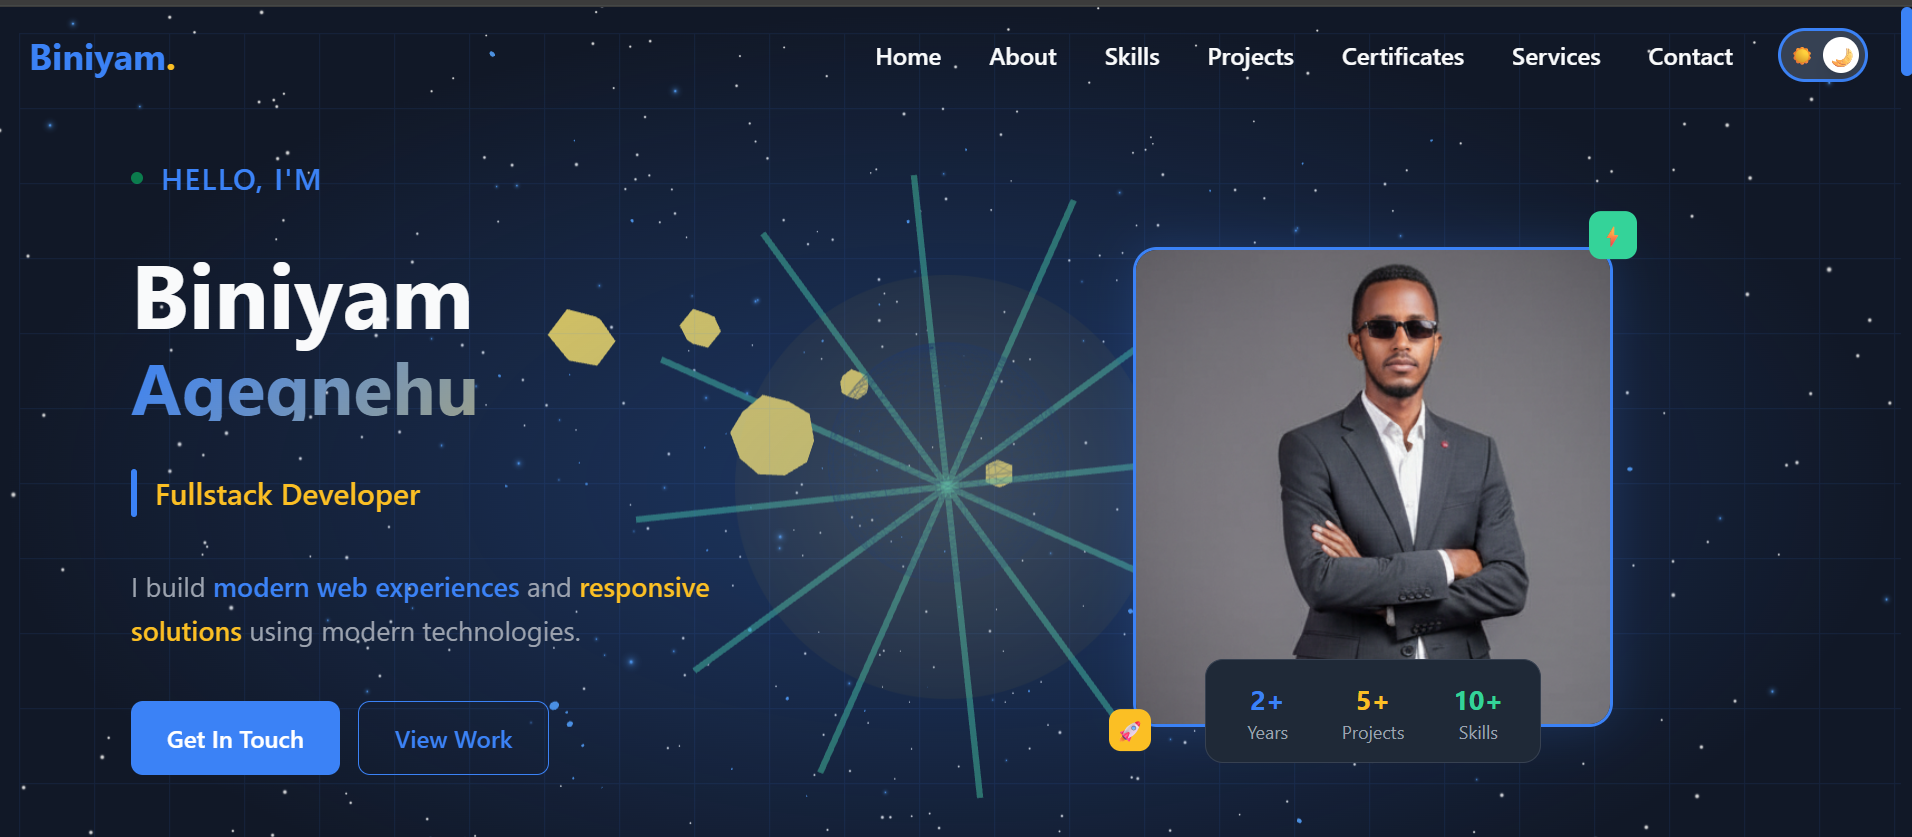 Biniyam.
Home About Skills Projects Certificates Services Contact
HELLO, I'M
Biniyam
Agegnehu
Fullstack Developer
I build modern web experiences and responsive
solutions using modern technologies.
Get In Touch View Work
2+ 5+ 10+
Years Projects Skills